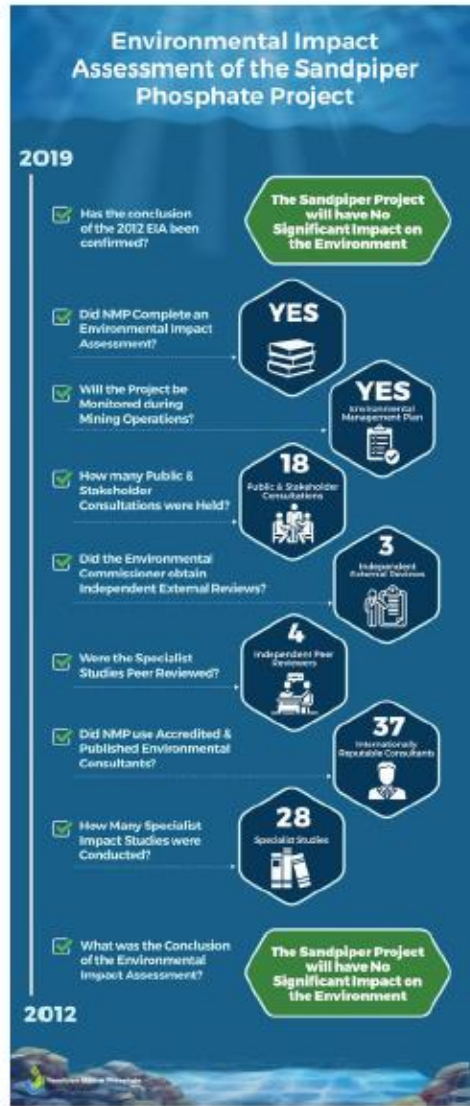 Environmental Impact
Assessment of the Sandpiper
Phosphate Project
2019
Has the conclusion
of the 2012 EIA been
confirmed?
The Sandpiper Project
will have No
Significant Impact on
the Environment
Did NMP Complete an
Environmental Impact
Assessment?
YES
Will the Project be
Monitored during
Mining Operations?
YES
Environmental
Management Plan
How many Public &
Stakeholder
Consultations were Held?
18
Public & Stakeholder
Consultations
Did the Environmental
Commissioner obtain
Independent External Reviews?
3
Independent
External Reviews
Were the Specialist
Studies Peer Reviewed?
4
Independent Peer
Reviewers
Did NMP use Accredited &
Published Environmental
Consultants?
37
Internationally
Reputable Consultants
How Many Specialist
Impact Studies were
Conducted?
28
Specialist Studies
What was the Conclusion
of the Environmental
Impact Assessment?
The Sandpiper Project
will have No
Significant Impact on
the Environment
2012
Namibian Marine Phosphate